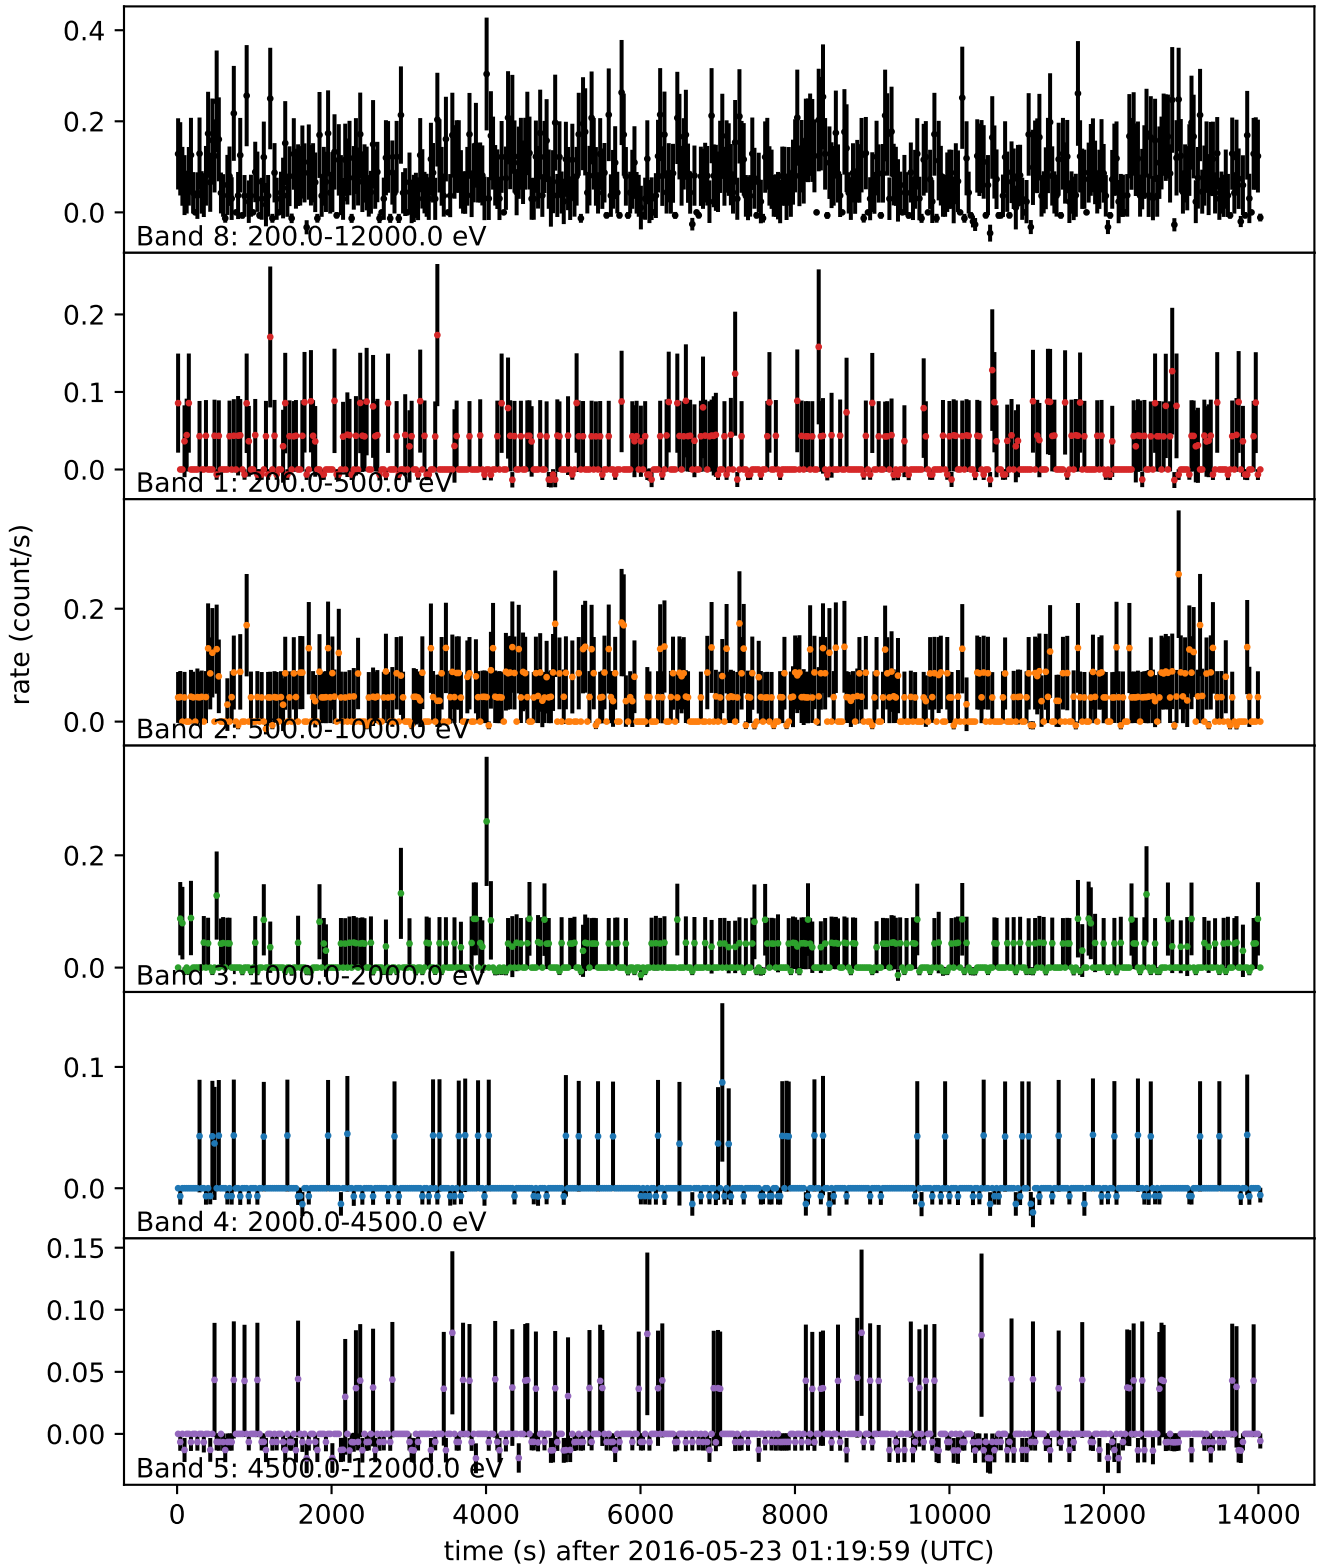 0.4
0.2
0.0
Band 8: 200.0-12000.0 eV
0.2
0.1
0.0
Band 1: 200.0-500.0 eV
rate (count/s)
0.2
0.0
Band 2: 500.0-1000.0 eV
0.2
0.0
Band 3: 1000.0-2000.0 eV
0.1
0.0
Band 4: 2000.0-4500.0 eV
0.15
0.10
0.05
0.00
Band 5: 4500.0-12000.0 eV
0 2000 4000 6000 8000 10000 12000 14000
time (s) after 2016-05-23 01:19:59 (UTC)